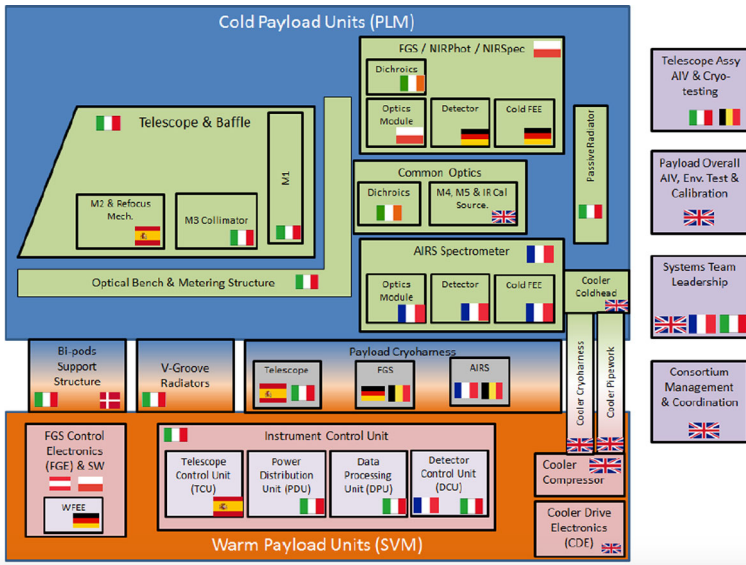 Cold Payload Units (PLM)
FGS / NIRPhot / NIRSpec
Dichroics
Optics
Module
Detector
Cold FEE
Telescope & Baffle
M1
M2 & Refocus
Mech.
M3 Collimator
Optical Bench & Metering Structure
Common Optics
Dichroics
M4, M5 & IR Cal
Source.
Passive Radiator
AIRS Spectrometer
Optics
Module
Detector
Cold FEE
Cooler
Coldhead
Bi-pods
Support
Structure
V-Groove
Radiators
Payload Cryoharness
Telescope
FGS
AIRS
Cooler Cryoharness
Cooler Pipework
FGS Control
Electronics
(FGE) & SW
WFEE
Instrument Control Unit
Telescope
Control Unit
(TCU)
Power
Distribution
Unit (PDU)
Data
Processing
Unit (DPU)
Detector
Control Unit
(DCU)
Cooler
Compressor
Cooler Drive
Electronics
(CDE)
Warm Payload Units (SVM)
Telescope Assy
AIV & Cryo-
testing
Payload Overall
AIV, Env. Test &
Calibration
Systems Team
Leadership
Consortium
Management
& Coordination